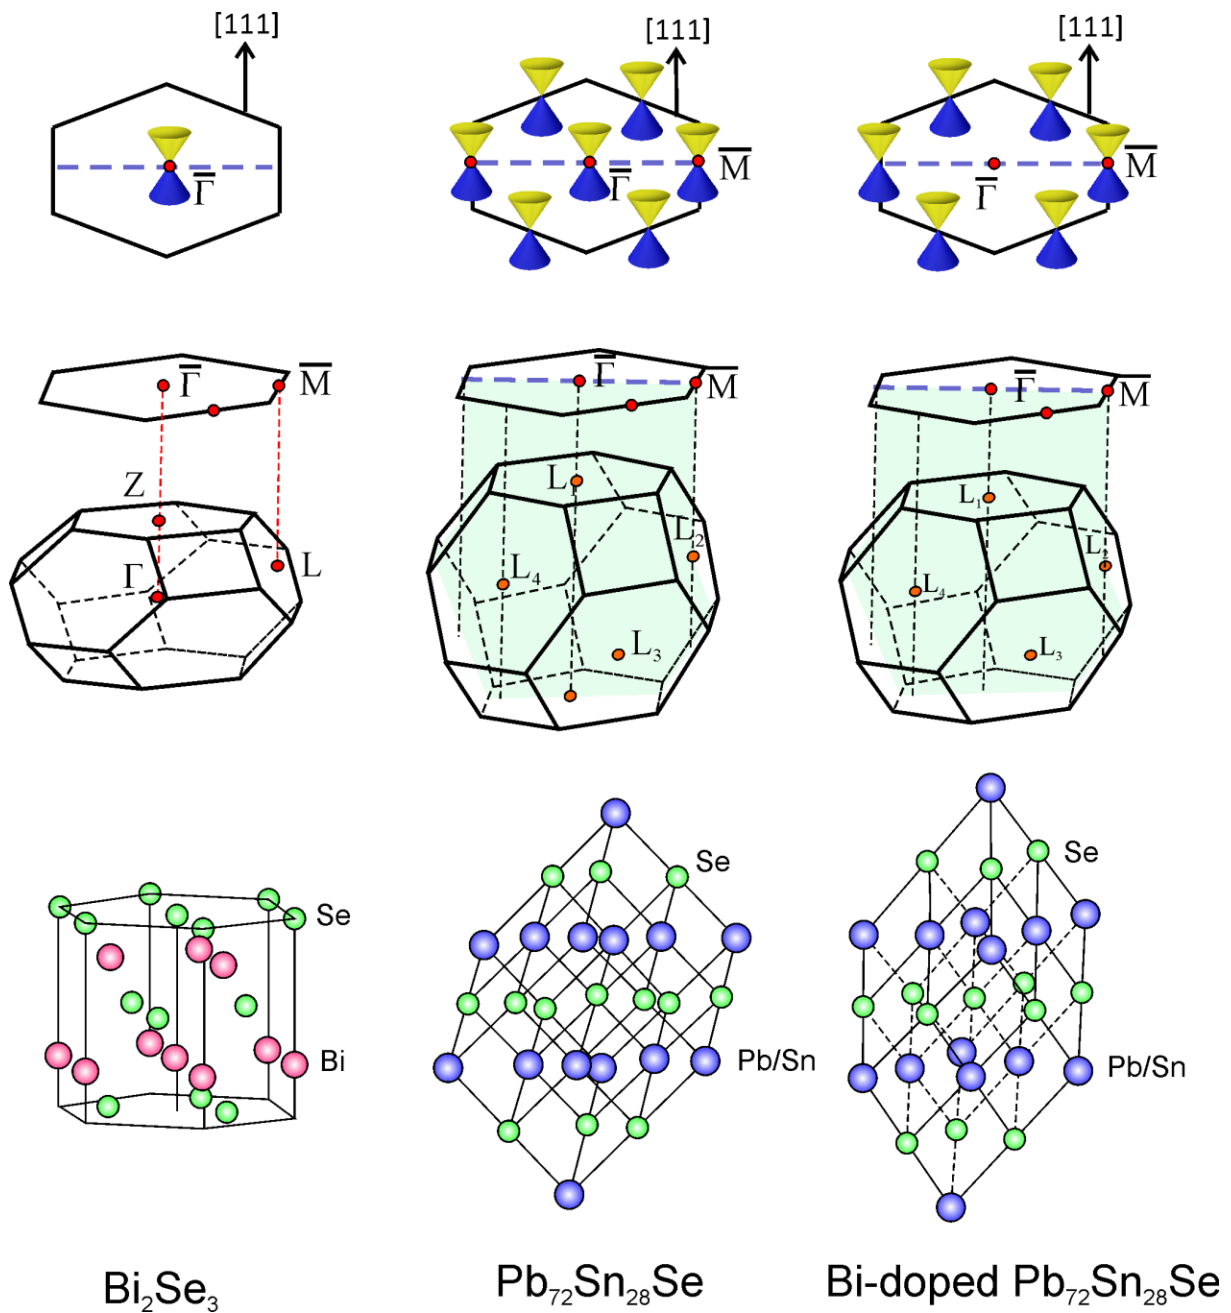 [111]
[111]
[111]
Γ̅
Γ̅
M̅
Γ̅
M̅
Γ̅
M̅
Γ̅
M̅
Γ̅
M̅
Z
Γ
L
L₁
L₂
L₄
L₃
L₁
L₂
L₄
L₃
Se
Bi
Se
Pb/Sn
Se
Pb/Sn
Bi₂Se₃
Pb₇₂Sn₂₈Se
Bi-doped Pb₇₂Sn₂₈Se